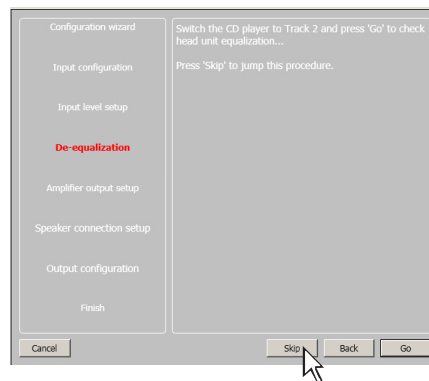 Configuration wizard
Input configuration
Input level setup
De-equalization
Amplifier output setup
Speaker connection setup
Output configuration
Finish
Switch the CD player to Track 2 and press 'Go' to check
head unit equalization...
Press 'Skip' to jump this procedure.
Cancel
Skip
Back
Go